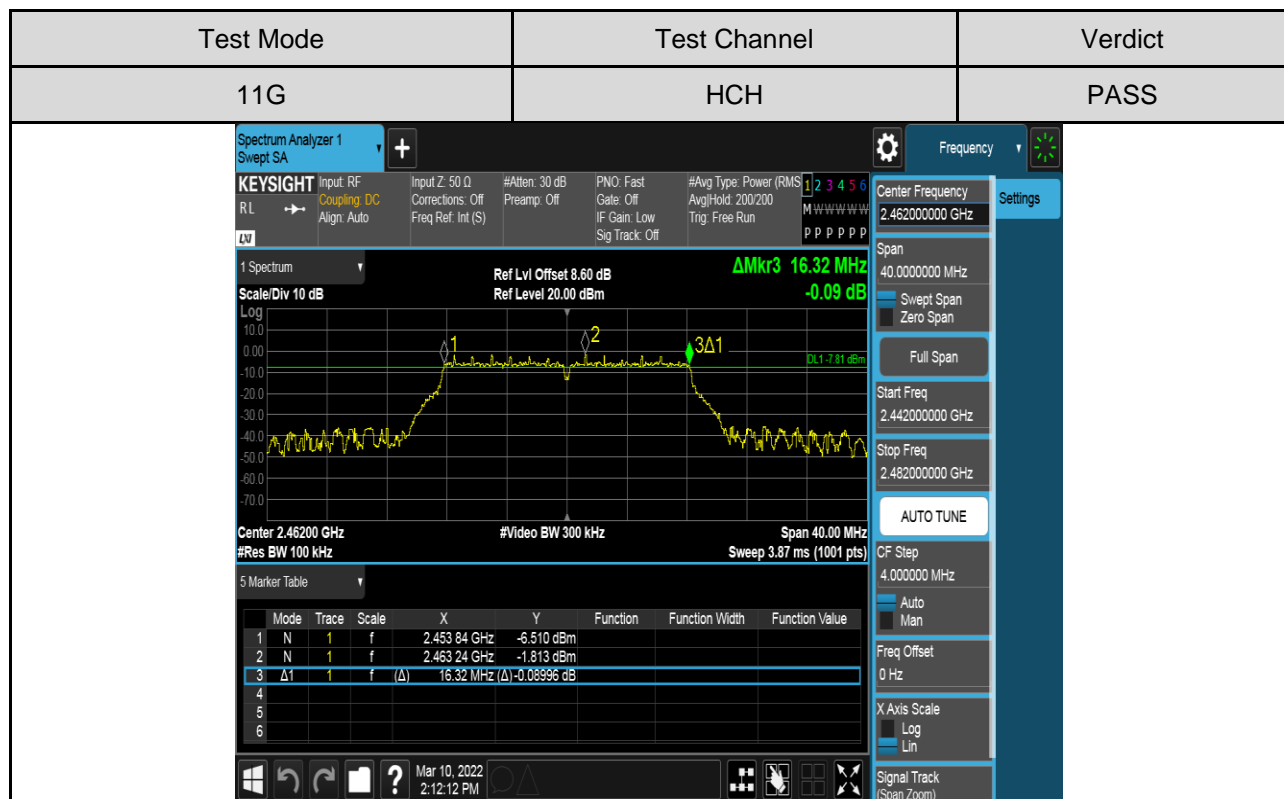 Test Mode Test Channel Verdict
11G HCH PASS
Spectrum Analyzer 1
Swept SA
+
Frequency
KEYSIGHT Input: RF Input Z: 50 Ω #Atten: 30 dB PNO: Fast #Avg Type: Power (RMS 1 2 3 4 5 6
RL Coupling: DC Corrections: Off Preamp: Off Gate: Off Avg|Hold: 200/200 M W W W W W
Align: Auto Freq Ref: Int (S) IF Gain: Low Trig: Free Run
LXI Sig Track: Off P P P P P P
Center Frequency
2.462000000 GHz
Settings
1 Spectrum
Ref Lvl Offset 8.60 dB
ΔMkr3 16.32 MHz
Scale/Div 10 dB Ref Level 20.00 dBm -0.09 dB
Log
10.0
0.00
-10.0
-20.0
-30.0
-40.0
-50.0
-60.0
-70.0
1
2
3Δ1
DL1 -7.81 dBm
Center 2.46200 GHz #Video BW 300 kHz Span 40.00 MHz
#Res BW 100 kHz Sweep 3.87 ms (1001 pts)
Span
40.0000000 MHz
Swept Span
Zero Span
Full Span
Start Freq
2.442000000 GHz
Stop Freq
2.482000000 GHz
AUTO TUNE
CF Step
4.000000 MHz
Auto
Man
Freq Offset
0 Hz
X Axis Scale
Log
Lin
Signal Track
(Span Zoom)
5 Marker Table
Mode Trace Scale X Y Function Function Width Function Value
1 N 1 f 2.453 84 GHz -6.510 dBm
2 N 1 f 2.463 24 GHz -1.813 dBm
3 Δ1 1 f (Δ) 16.32 MHz (Δ) -0.08996 dB
4
5
6
? Mar 10, 2022
2:12:12 PM